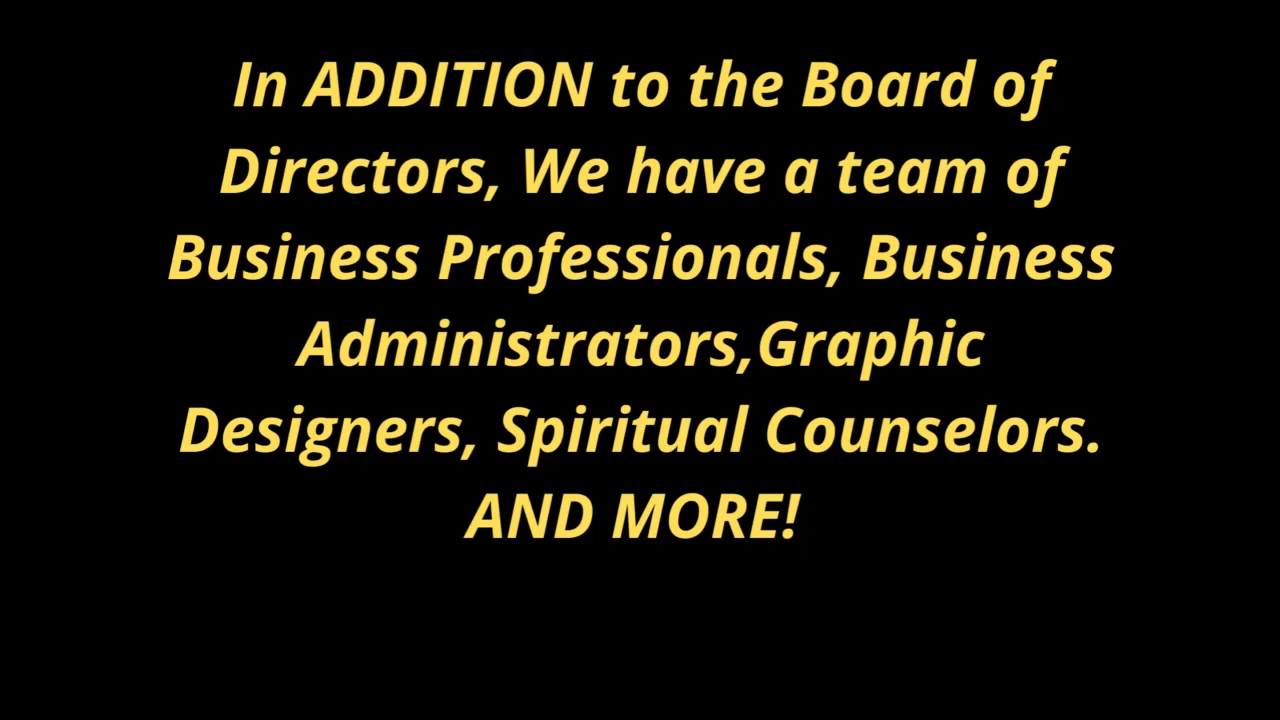 In ADDITION to the Board of
Directors, We have a team of
Business Professionals, Business
Administrators,Graphic
Designers, Spiritual Counselors.
AND MORE!